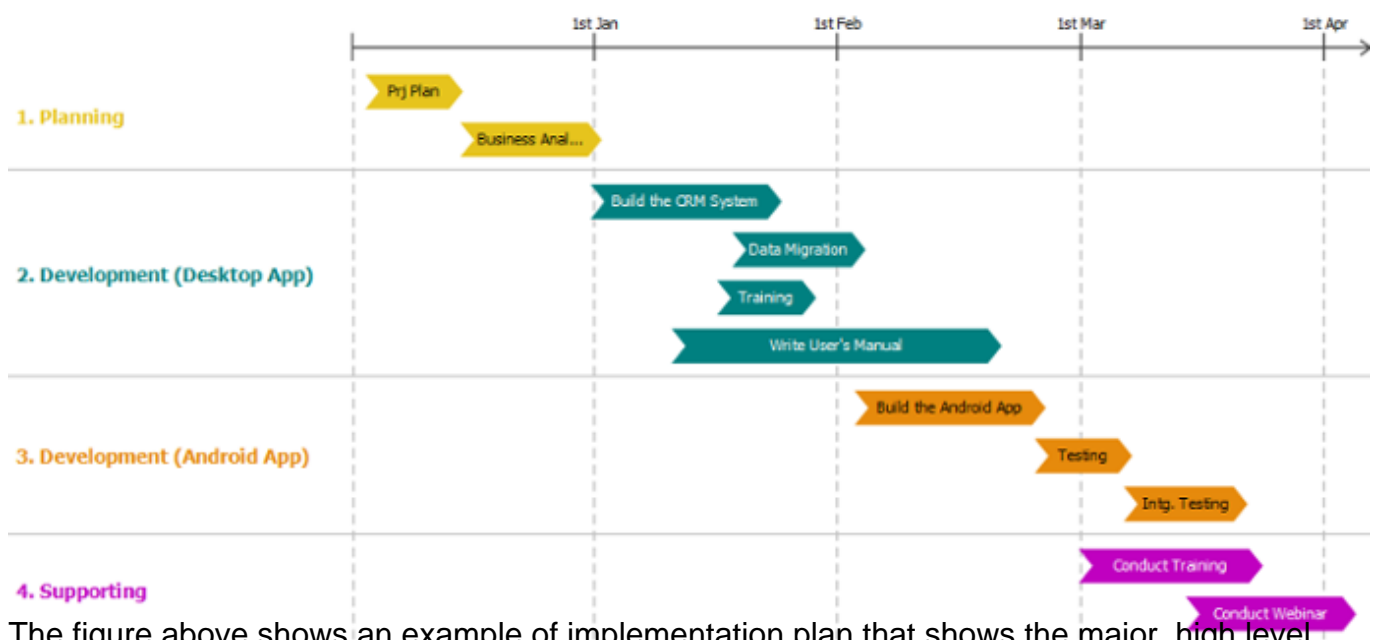 1st Jan 1st Feb 1st Mar 1st Apr
Prj Plan
1. Planning
Business Anal...
Build the CRM System
Data Migration
2. Development (Desktop App)
Training
Write User's Manual
Build the Android App
3. Development (Android App)
Testing
Intg. Testing
Conduct Training
4. Supporting
Conduct Webinar
The figure above shows an example of implementation plan that shows the major, high level